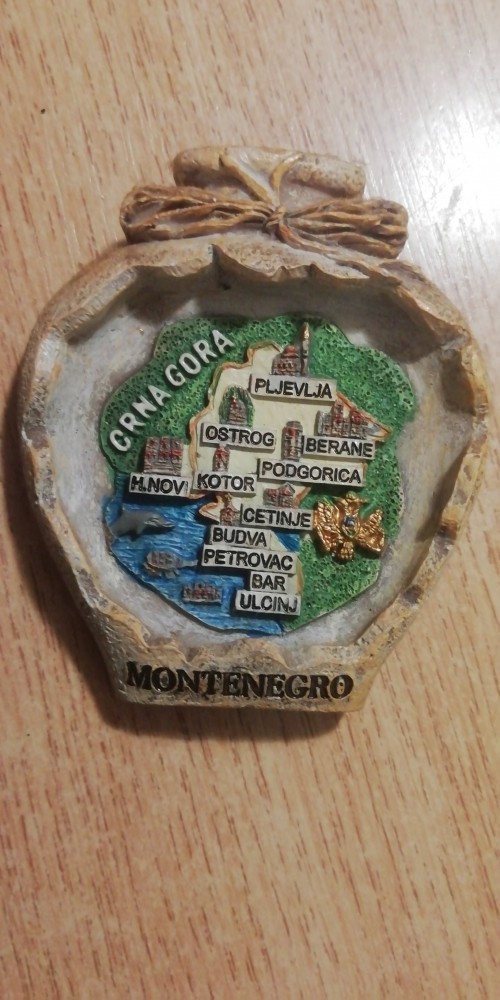 CRNA GORA
PLJEVLJA
OSTROG
BERANE
PODGORICA
H.NOVI
KOTOR
CETINJE
BUDVA
PETROVAC
BAR
ULCINJ
MONTENEGRO